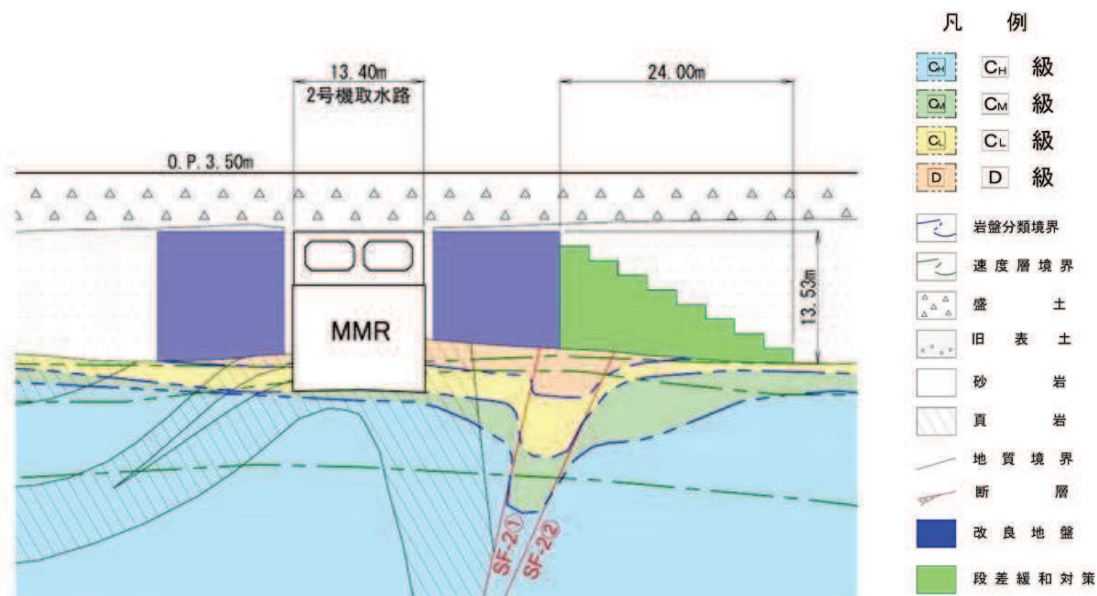 13.40m
2号機取水路
24.00m
O.P.3.50m
13.53m
MMR
SF-2①
SF-2②
凡 例
CH CH 級
CM CM 級
CL CL 級
D D 級
岩盤分類境界
速度層境界
盛 土
旧 表 土
砂 岩
頁 岩
地 質 境 界
断 層
改 良 地 盤
段 差 緩 和 対 策